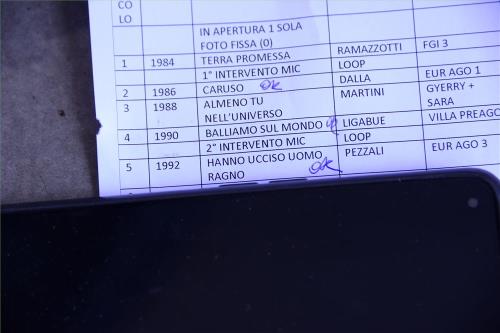 CO
LO
IN APERTURA 1 SOLA
FOTO FISSA (0)
1 1984 TERRA PROMESSA RAMAZZOTTI FGI 3
1° INTERVENTO MIC LOOP
2 1986 CARUSO ok DALLA EUR AGO 1
3 1988 ALMENO TU MARTINI GYERRY +
NELL'UNIVERSO SARA
4 1990 BALLIAMO SUL MONDO LIGABUE VILLA PREAGO
2° INTERVENTO MIC LOOP
5 1992 HANNO UCCISO UOMO PEZZALI EUR AGO 3
RAGNO ok